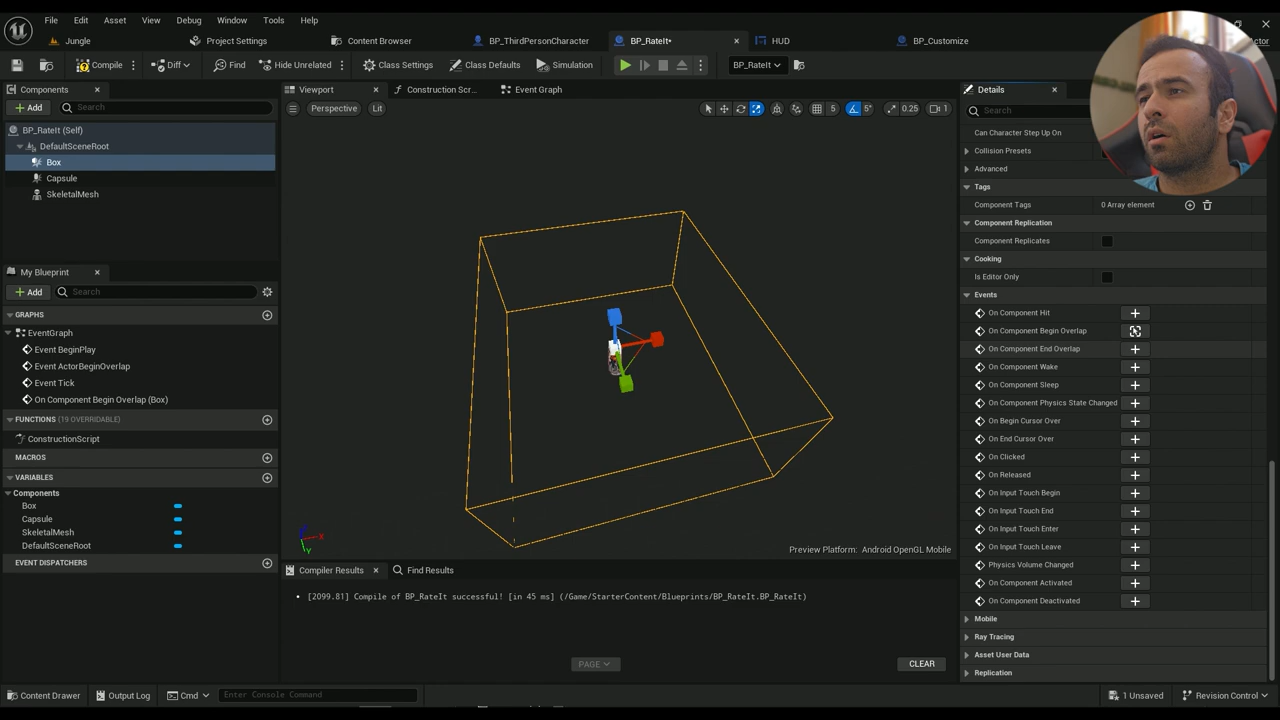 File Edit Asset View Debug Window Tools Help
Jungle Project Settings Content Browser BP_ThirdPersonCharacter BP_RateIt• HUD BP_Customize Actor
Compile Diff Find Hide Unrelated Class Settings Class Defaults Simulation BP_RateIt
Components
Add Search
BP_RateIt (Self)
DefaultSceneRoot
Box
Capsule
SkeletalMesh
My Blueprint
Add Search
GRAPHS
EventGraph
Event BeginPlay
Event ActorBeginOverlap
Event Tick
On Component Begin Overlap (Box)
FUNCTIONS (19 OVERRIDABLE)
ConstructionScript
MACROS
VARIABLES
Components
Box
Capsule
SkeletalMesh
DefaultSceneRoot
EVENT DISPATCHERS
Viewport Construction Scr... Event Graph
Perspective Lit 5 5° 0.25 1
X
Y
Preview Platform: Android OpenGL Mobile
Compiler Results Find Results
[2099.81] Compile of BP_RateIt successful! [in 45 ms] (/Game/StarterContent/Blueprints/BP_RateIt.BP_RateIt)
PAGE CLEAR
Details
Search
Can Character Step Up On
Collision Presets
Advanced
Tags
Component Tags 0 Array element
Component Replication
Component Replicates
Cooking
Is Editor Only
Events
On Component Hit
On Component Begin Overlap
On Component End Overlap
On Component Wake
On Component Sleep
On Component Physics State Changed
On Begin Cursor Over
On End Cursor Over
On Clicked
On Released
On Input Touch Begin
On Input Touch End
On Input Touch Enter
On Input Touch Leave
Physics Volume Changed
On Component Activated
On Component Deactivated
Mobile
Ray Tracing
Asset User Data
Replication
Content Drawer Output Log Cmd Enter Console Command 1 Unsaved Revision Control